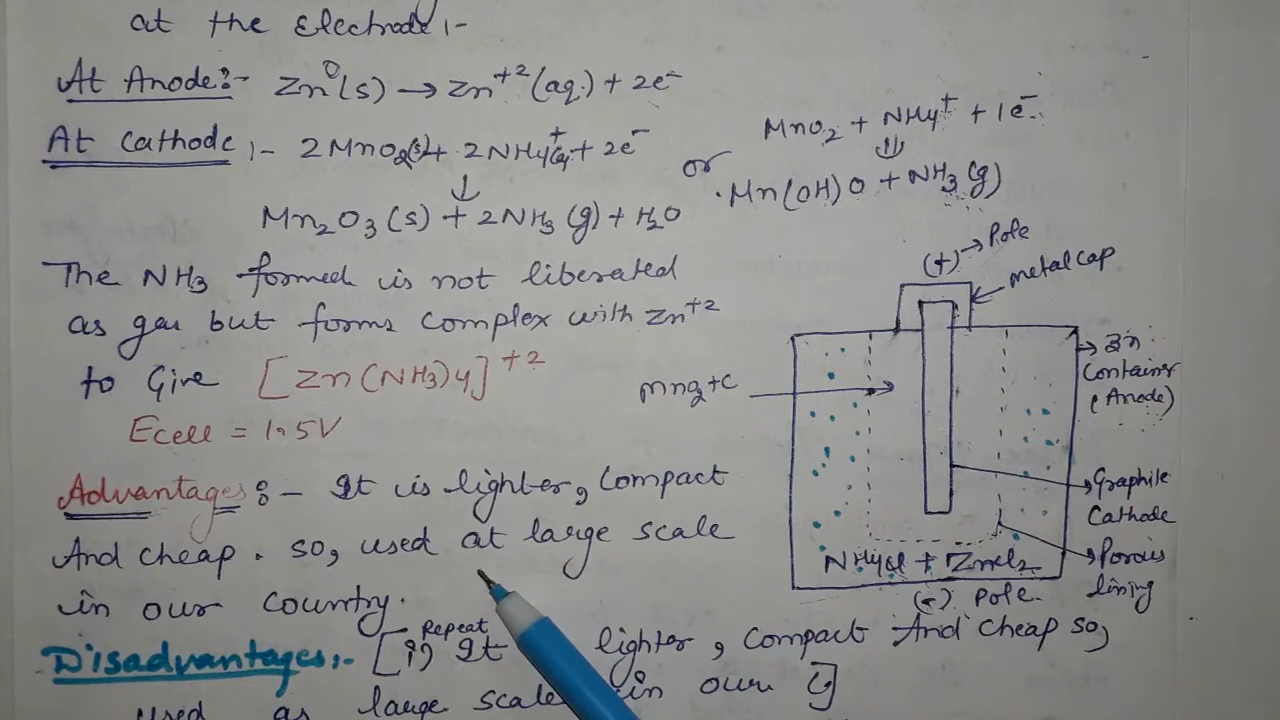 at the Electrode :-
At Anode :- Zn⁰(s) → Zn⁺²(aq.) + 2e⁻
At Cathode :- 2MnO₂(s) + 2NH₄⁺(aq) + 2e⁻
↓
Mn₂O₃(s) + 2NH₃(g) + H₂O
or
MnO₂ + NH₄⁺ + 1e⁻
⇓
Mn(OH)O + NH₃(g)
The NH₃ formed is not liberated
as gas but forms complex with Zn⁺²
to Give [Zn(NH₃)₄]⁺²
Ecell = 1.5V
(+) → Pole
metal cap
Zn
Container
(Anode)
MnO₂+C
Graphite
Cathode
Porous
lining
NH₄Cl + ZnCl₂
(-) Pole.
Advantages :- It is lighter, Compact
And cheap. so, used at large scale
in our country.
Repeat
Disadvantages :- [i) It lighter, compact And cheap so,
used as large scale in our